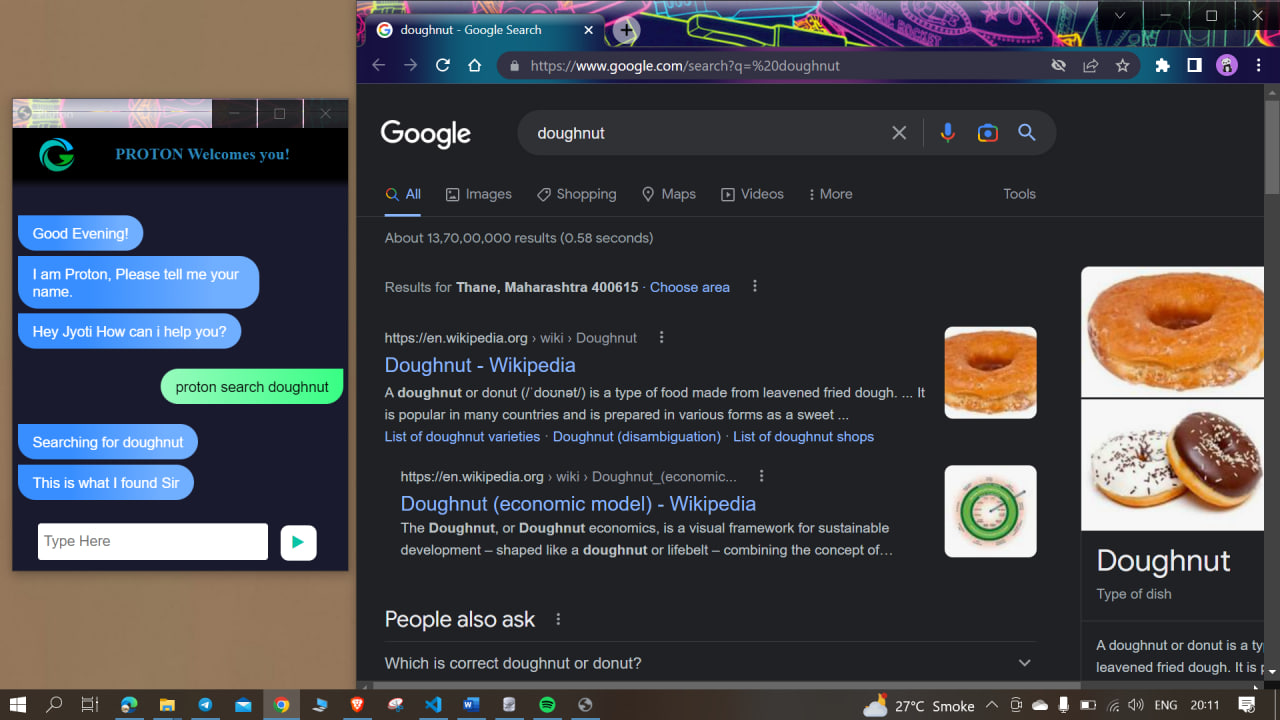 PROTON Welcomes you!
Good Evening!
I am Proton, Please tell me your
name.
Hey Jyoti How can i help you?
proton search doughnut
Searching for doughnut
This is what I found Sir
Type Here
doughnut - Google Search
https://www.google.com/search?q=%20doughnut
Google
doughnut
All Images Shopping Maps Videos More Tools
About 13,70,00,000 results (0.58 seconds)
Results for Thane, Maharashtra 400615 · Choose area
https://en.wikipedia.org › wiki › Doughnut
Doughnut - Wikipedia
A doughnut or donut (/ˈdoʊnət/) is a type of food made from leavened fried dough. ... It
is popular in many countries and is prepared in various forms as a sweet ...
List of doughnut varieties · Doughnut (disambiguation) · List of doughnut shops
https://en.wikipedia.org › wiki › Doughnut_(economic...
Doughnut (economic model) - Wikipedia
The Doughnut, or Doughnut economics, is a visual framework for sustainable
development – shaped like a doughnut or lifebelt – combining the concept of…
People also ask
Which is correct doughnut or donut?
Doughnut
Type of dish
A doughnut or donut is a ty
leavened fried dough. It is
27°C Smoke ENG 20:11